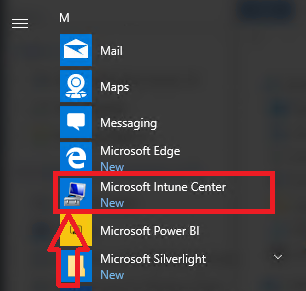 M
Mail
Maps
Messaging
Microsoft Edge
New
Microsoft Intune Center
New
Microsoft Power BI
Microsoft Silverlight
New